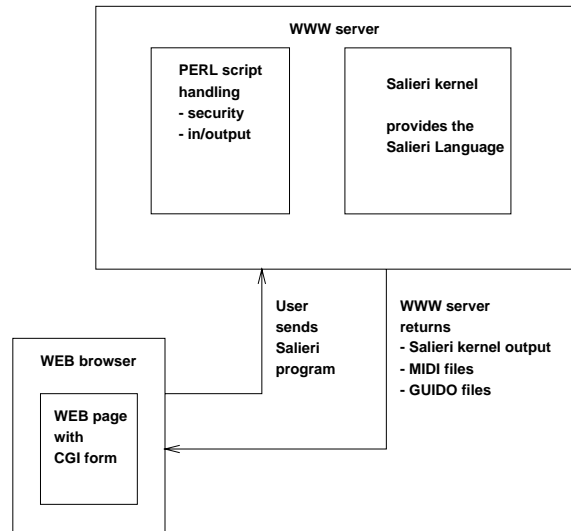 WWW server
PERL script
handling
- security
- in/output
Salieri kernel
provides the
Salieri Language
User
sends
Salieri
program
WWW server
returns
- Salieri kernel output
- MIDI files
- GUIDO files
WEB browser
WEB page
with
CGI form